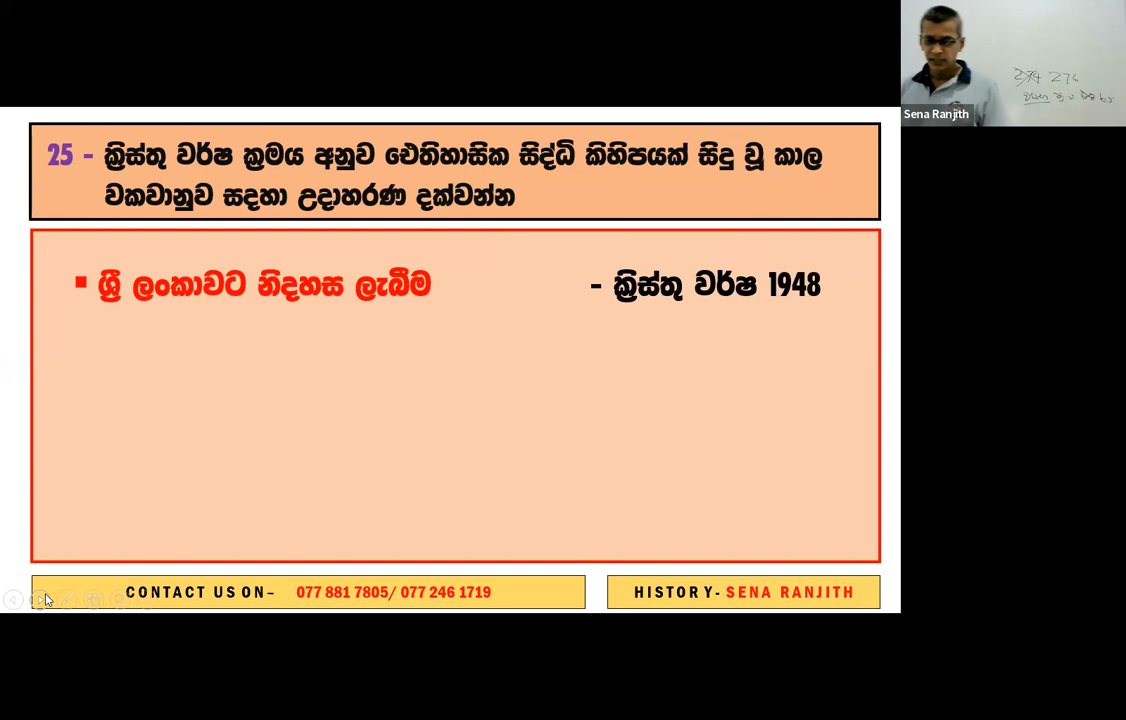 Sena Ranjith
25 - ක්‍රිස්තු වර්ෂ ක්‍රමය අනුව ඓතිහාසික සිද්ධි කිහිපයක් සිදු වූ කාල
වකවානුව සදහා උදාහරණ දක්වන්න
▪ ශ්‍රී ලංකාවට නිදහස ලැබීම - ක්‍රිස්තු වර්ෂ 1948
CONTACT US ON– 077 881 7805/ 077 246 1719
HISTORY- SENA RANJITH